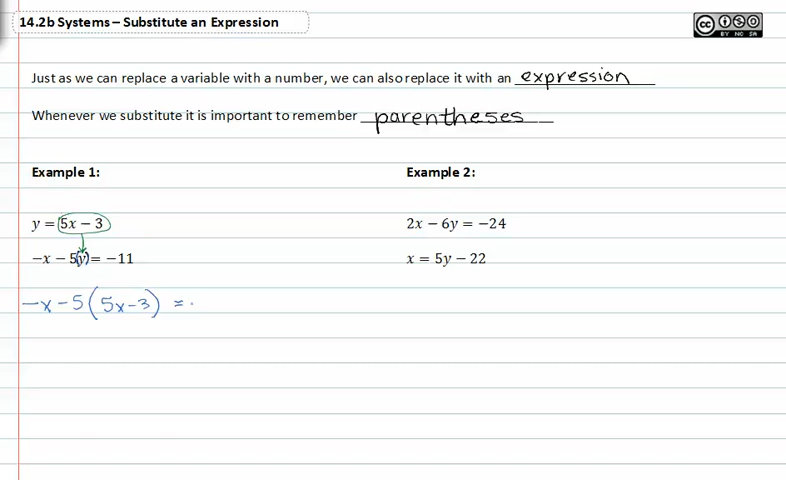 14.2b Systems – Substitute an Expression
cc BY NC SA
Just as we can replace a variable with a number, we can also replace it with an expression
Whenever we substitute it is important to remember parentheses
Example 1:
Example 2:
y = 5x − 3
2x − 6y = −24
−x − 5(y) = −11
x = 5y − 22
−x − 5(5x − 3) =